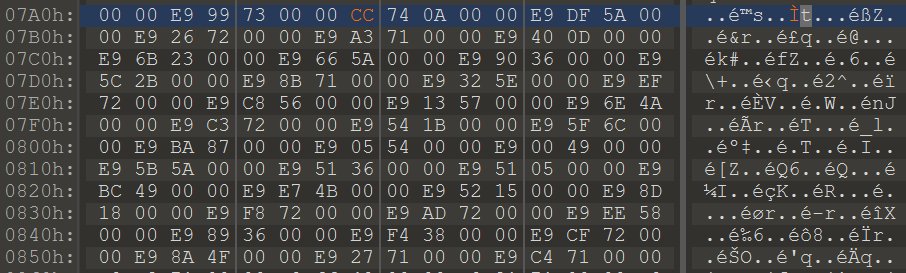 07A0h: 00 00 E9 99 73 00 00 CC 74 0A 00 00 E9 DF 5A 00 ..é™s..Ìt...éßZ.
07B0h: 00 E9 26 72 00 00 E9 A3 71 00 00 E9 40 0D 00 00 .é&r..é£q..é@...
07C0h: E9 6B 23 00 00 E9 66 5A 00 00 E9 90 36 00 00 E9 ék#..éfZ..é.6..é
07D0h: 5C 2B 00 00 E9 8B 71 00 00 E9 32 5E 00 00 E9 EF \+..é‹q..é2^..éï
07E0h: 72 00 00 E9 C8 56 00 00 E9 13 57 00 00 E9 6E 4A r..éÈV..é.W..énJ
07F0h: 00 00 E9 C3 72 00 00 E9 54 1B 00 00 E9 5F 6C 00 ..éÃr..éT...é_l.
0800h: 00 E9 BA 87 00 00 E9 05 54 00 00 E9 00 49 00 00 .éº‡..é.T..é.I..
0810h: E9 5B 5A 00 00 E9 51 36 00 00 E9 51 05 00 00 E9 é[Z..éQ6..éQ...é
0820h: BC 49 00 00 E9 E7 4B 00 00 E9 52 15 00 00 E9 8D ¼I..éçK..éR...é.
0830h: 18 00 00 E9 F8 72 00 00 E9 AD 72 00 00 E9 EE 58 ...éør..é-r..éîX
0840h: 00 00 E9 89 36 00 00 E9 F4 38 00 00 E9 CF 72 00 ..é‰6..éô8..éÏr.
0850h: 00 E9 8A 4F 00 00 E9 27 71 00 00 E9 C4 71 00 00 .éŠO..é'q..éÄq..